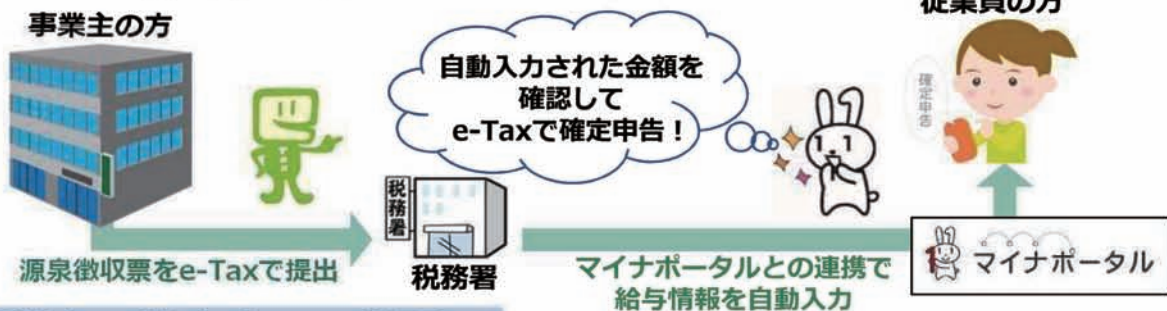 事業主の方
従業員の方
自動入力された金額を
確認して
e-Taxで確定申告！
確定申告
税務署
税務署
源泉徴収票をe-Taxで提出
マイナポータルとの連携で
給与情報を自動入力
マイナポータル